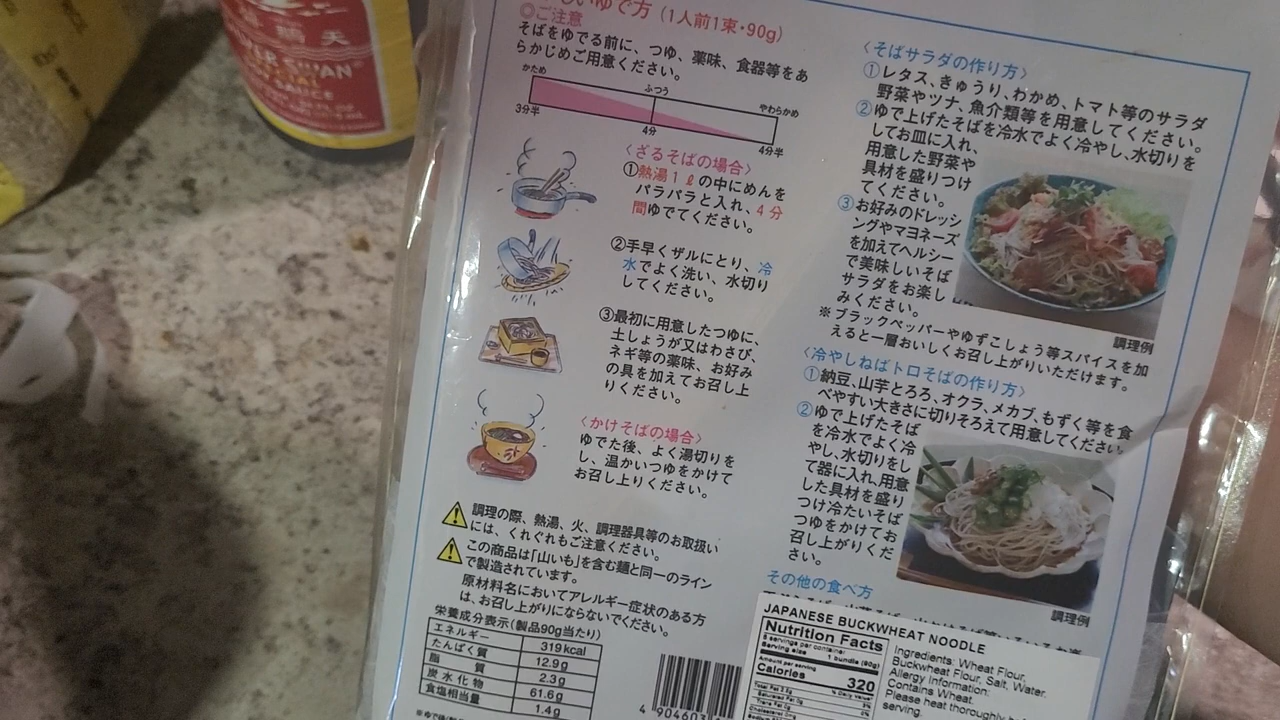 しいゆで方 (1人前1束・90g)
◎ご注意
そばをゆでる前に、つゆ、薬味、食器等をあ
らかじめご用意ください。
かため
ふつう
やわらかめ
3分半
4分
4分半
〈ざるそばの場合〉
①熱湯1ℓの中にめんを
パラパラと入れ、4分
間ゆでてください。
②手早くザルにとり、冷
水でよく洗い、水切り
してください。
③最初に用意したつゆに、
土しょうが又はわさび、
ネギ等の薬味、お好み
の具を加えてお召し上
りください。
〈かけそばの場合〉
ゆでた後、よく湯切りを
し、温かいつゆをかけて
お召し上りください。
調理の際、熱湯、火、調理器具等のお取扱い
には、くれぐれもご注意ください。
この商品は「山いも」を含む麺と同一のライン
で製造されています。
原材料名においてアレルギー症状のある方
は、お召し上がりにならないでください。
栄養成分表示(製品90g当たり)
エネルギー 319kcal
たんぱく質 12.9g
脂質 2.3g
炭水化物 61.6g
食塩相当量 1.4g
4 904603
〈そばサラダの作り方〉
①レタス、きゅうり、わかめ、トマト等のサラダ
野菜やツナ、魚介類等を用意してください。
②ゆで上げたそばを冷水でよく冷やし、水切りを
してお皿に入れ、
用意した野菜や
具材を盛りつけ
てください。
③お好みのドレッシ
ングやマヨネーズ
を加えてヘルシー
で美味しいそば
サラダをお楽し
みください。
調理例
※ブラックペッパーやゆずこしょう等スパイスを加
えると一層おいしくお召し上がりいただけます。
〈冷やしねばトロそばの作り方〉
①納豆、山芋とろろ、オクラ、メカブ、もずく等を食
べやすい大きさに切りそろえて用意してください。
②ゆで上げたそば
を冷水でよく冷
やし、水切りをし
て器に入れ、用意
した具材を盛り
つけ冷たいそば
つゆをかけてお
召し上がりくだ
さい。
調理例
その他の食べ方
JAPANESE BUCKWHEAT NOODLE
Nutrition Facts
5 servings per container
Serving size 1 bundle (90g)
Amount per serving
Calories 320
% Daily Value
Ingredients: Wheat Flour,
Buckwheat Flour, Salt, Water.
Allergy Information:
Contains Wheat.
Please heat thoroughly
serving.